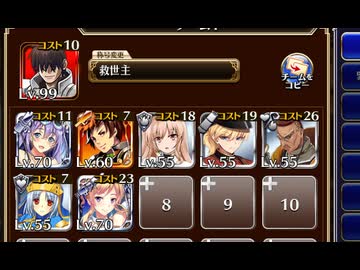 コスト10
称号変更
救世主
チームを
コピー
Lv.99
コスト11
コスト7
コスト18
コスト19
コスト26
Lv.70
Lv.60
Lv.55
Lv.55
Lv.55
コスト7
コスト23
Lv.55
Lv.70
8
9
10